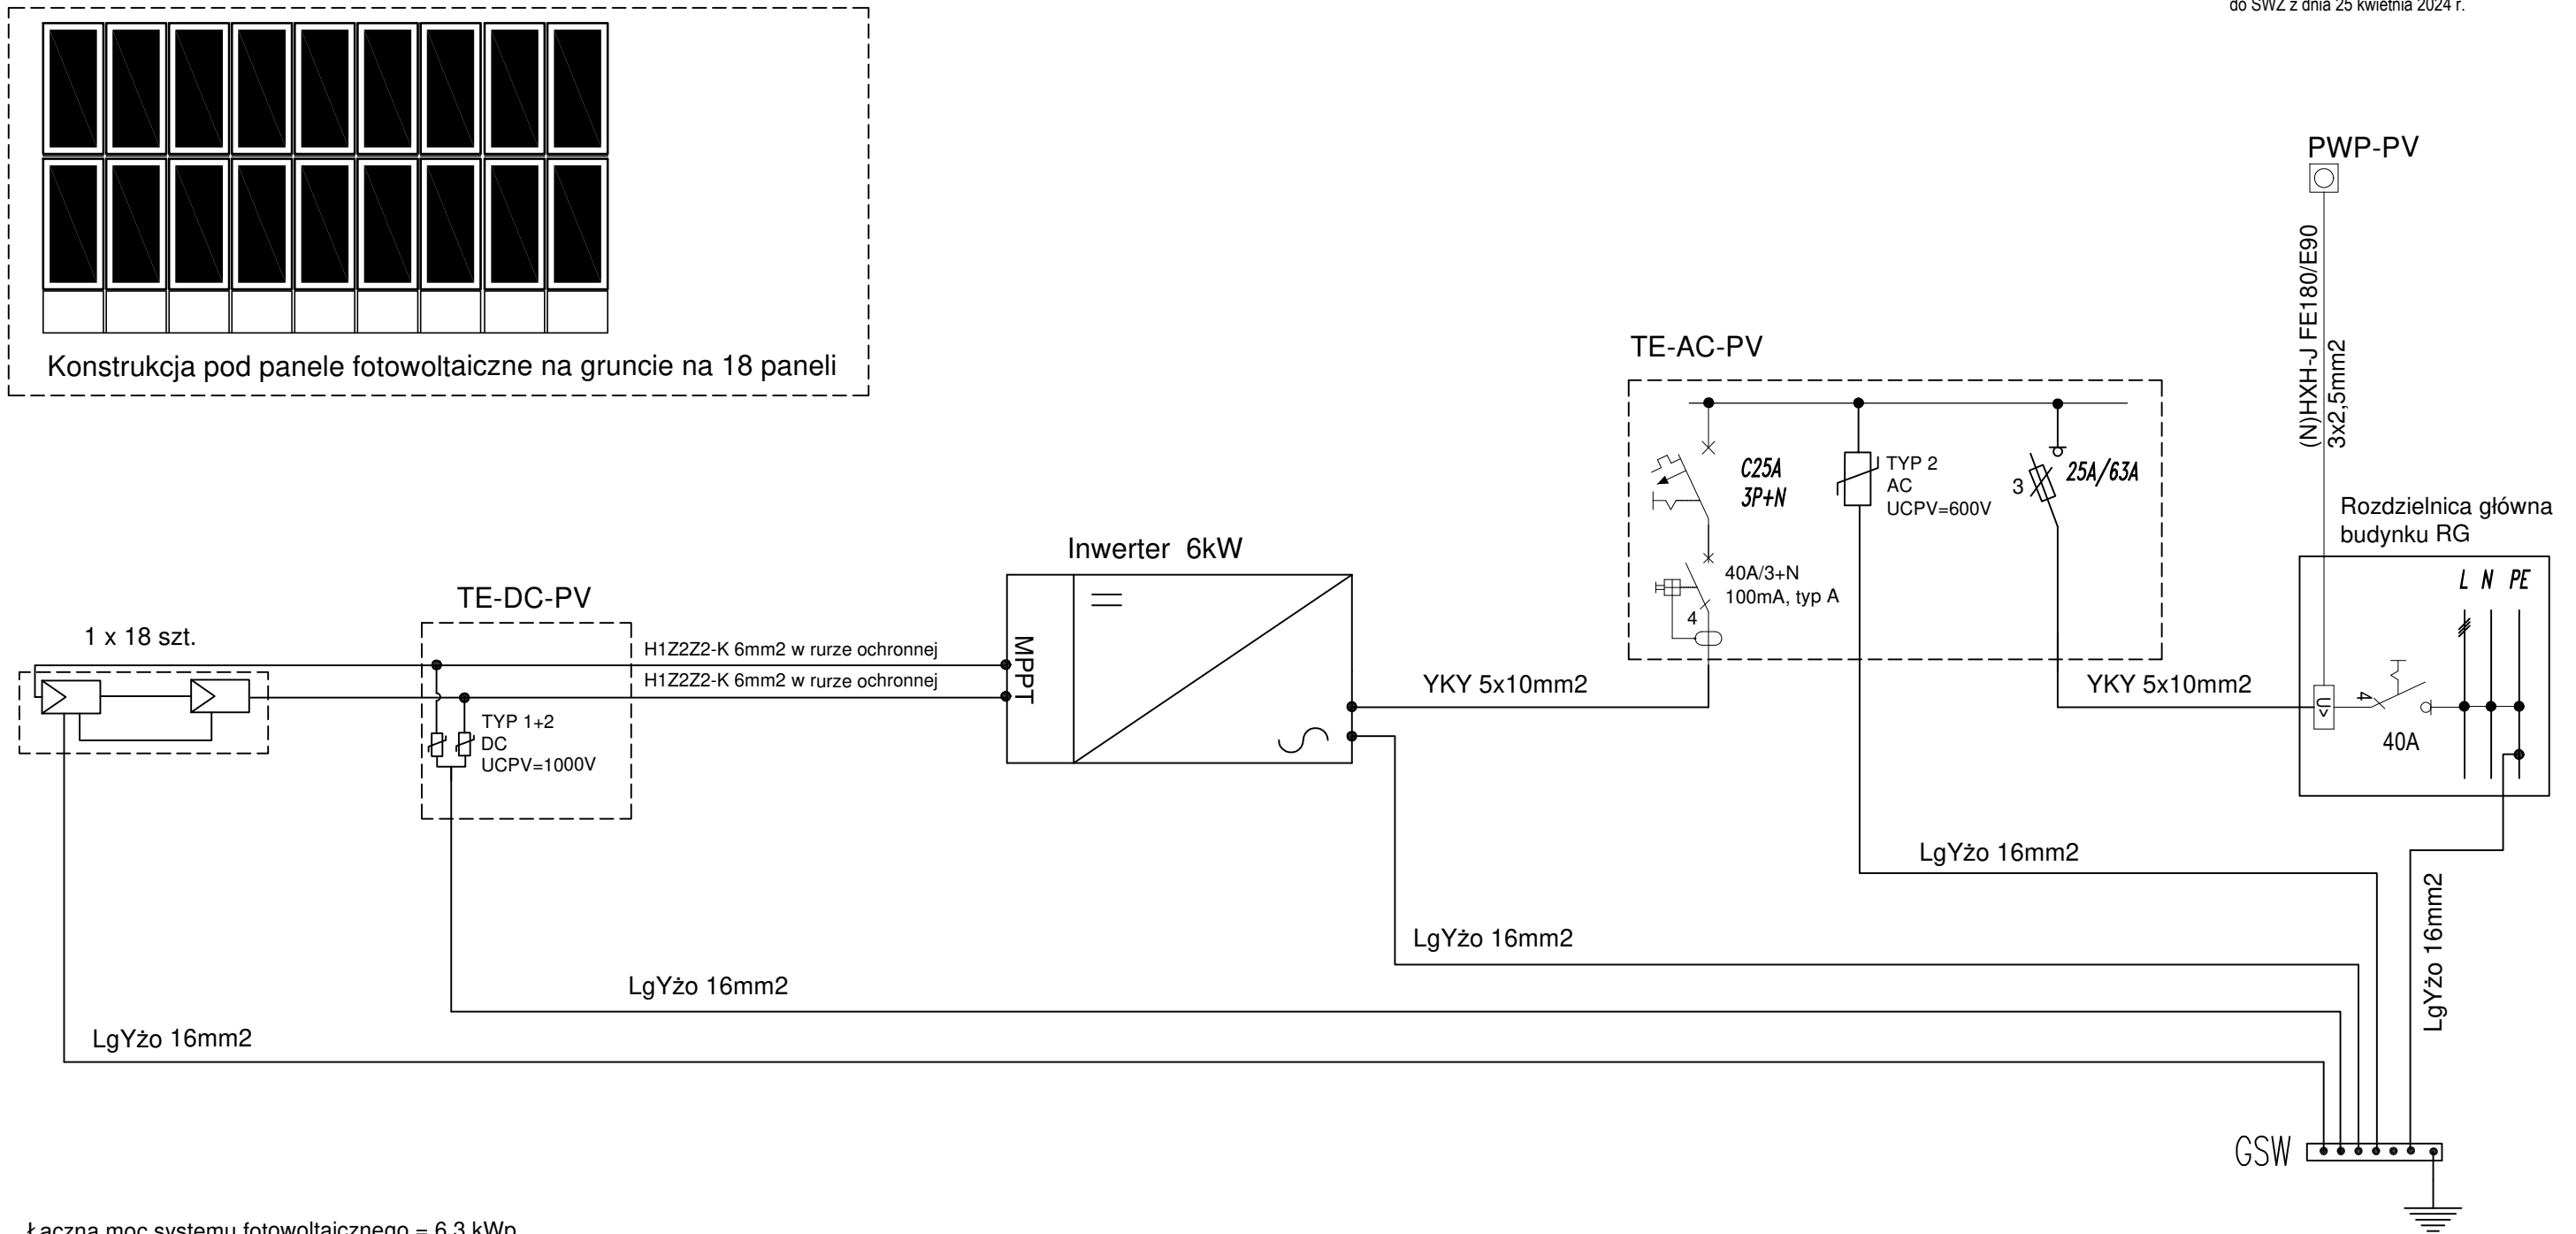 do SWZ z dnia 25 kwietnia 2024 r.
Konstrukcja pod panele fotowoltaiczne na gruncie na 18 paneli
PWP-PV
(N)HXH-J FE180/E90
3x2,5mm2
TE-AC-PV
C25A
3P+N
TYP 2
AC
UCPV=600V
3
25A/63A
40A/3+N
100mA, typ A
4
Rozdzielnica główna
budynku RG
L N PE
U>
4
40A
Inwerter 6kW
MPPT
TE-DC-PV
1 x 18 szt.
H1Z2Z2-K 6mm2 w rurze ochronnej
H1Z2Z2-K 6mm2 w rurze ochronnej
TYP 1+2
DC
UCPV=1000V
YKY 5x10mm2
YKY 5x10mm2
LgYżo 16mm2
LgYżo 16mm2
LgYżo 16mm2
LgYżo 16mm2
LgYżo 16mm2
GSW
Łączna moc systemu fotowoltaicznego = 6,3 kWp